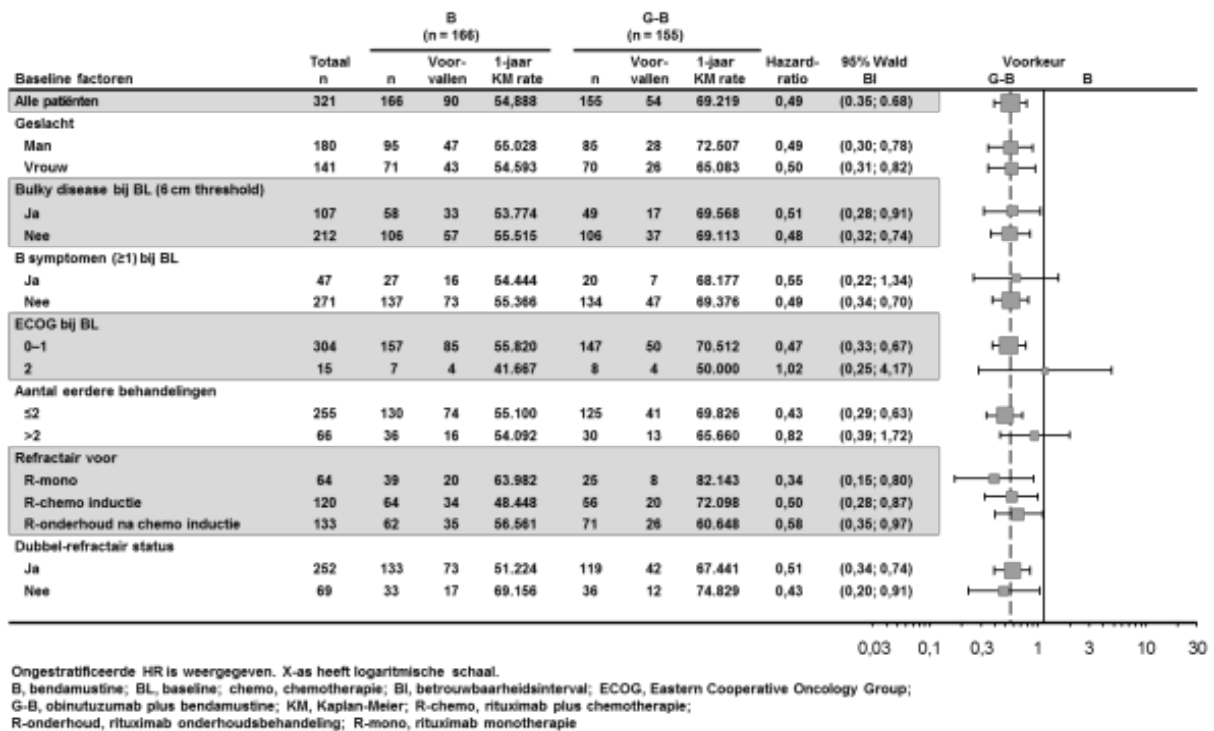 B G-B
(n = 166) (n = 155)
Totaal Voor- 1-jaar Voor- 1-jaar Hazard- 95% Wald Voorkeur
Baseline factoren n n vallen KM rate n vallen KM rate ratio BI G-B B
Alle patiënten 321 166 90 54,888 155 54 69.219 0,49 (0.35; 0.68)
Geslacht
Man 180 95 47 55.028 85 28 72.507 0,49 (0,30; 0,78)
Vrouw 141 71 43 54.593 70 26 65.083 0,50 (0,31; 0,82)
Bulky disease bij BL (6 cm threshold)
Ja 107 58 33 53.774 49 17 69.568 0,51 (0,28; 0,91)
Nee 212 106 57 55.515 106 37 69.113 0,48 (0,32; 0,74)
B symptomen (≥1) bij BL
Ja 47 27 16 54.444 20 7 68.177 0,55 (0,22; 1,34)
Nee 271 137 73 55.366 134 47 69.376 0,49 (0,34; 0,70)
ECOG bij BL
0–1 304 157 85 55.820 147 50 70.512 0,47 (0,33; 0,67)
2 15 7 4 41.667 8 4 50.000 1,02 (0,25; 4,17)
Aantal eerdere behandelingen
≤2 255 130 74 55.100 125 41 69.826 0,43 (0,29; 0,63)
>2 66 36 16 54.092 30 13 65.660 0,82 (0,39; 1,72)
Refractair voor
R-mono 64 39 20 63.982 25 8 82.143 0,34 (0,15; 0,80)
R-chemo inductie 120 64 34 48.448 56 20 72.098 0,50 (0,28; 0,87)
R-onderhoud na chemo inductie 133 62 35 56.561 71 26 60.648 0,58 (0,35; 0,97)
Dubbel-refractair status
Ja 252 133 73 51.224 119 42 67.441 0,51 (0,34; 0,74)
Nee 69 33 17 69.156 36 12 74.829 0,43 (0,20; 0,91)
0,03 0,1 0,3 1 3 10 30
Ongestratificeerde HR is weergegeven. X-as heeft logaritmische schaal.
B, bendamustine; BL, baseline; chemo, chemotherapie; BI, betrouwbaarheidsinterval; ECOG, Eastern Cooperative Oncology Group;
G-B, obinutuzumab plus bendamustine; KM, Kaplan-Meier; R-chemo, rituximab plus chemotherapie;
R-onderhoud, rituximab onderhoudsbehandeling; R-mono, rituximab monotherapie